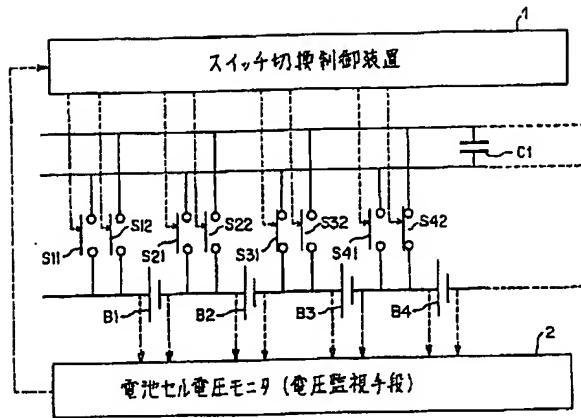 1
スイッチ切換制御装置
C1
S11
S12
S21
S22
S31
S32
S41
S42
B1
B2
B3
B4
2
電池セル電圧モニタ(電圧監視手段)